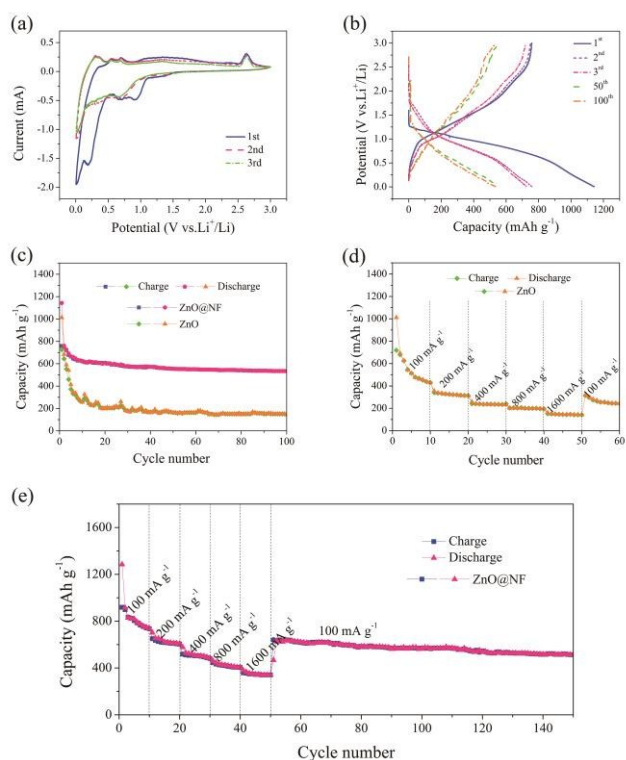 (a)
0.5
0.0
-0.5
-1.0
-1.5
-2.0
Current (mA)
1st
2nd
3rd
0.0 0.5 1.0 1.5 2.0 2.5 3.0
Potential (V vs.Li+/Li)
(b)
3.0
2.5
2.0
1.5
1.0
0.5
0.0
Potential (V vs.Li+/Li)
1st
2nd
3rd
50th
100th
0 200 400 600 800 1000 1200
Capacity (mAh g-1)
(c)
1400
1200
1000
800
600
400
200
0
Capacity (mAh g-1)
Charge Discharge
ZnO@NF
ZnO
0 20 40 60 80 100
Cycle number
(d)
1400
1200
1000
800
600
400
200
0
Capacity (mAh g-1)
Charge Discharge
ZnO
100 mA g-1
200 mA g-1
400 mA g-1
800 mA g-1
1600 mA g-1
100 mA g-1
0 10 20 30 40 50 60
Cycle number
(e)
1600
1200
800
400
0
Capacity (mAh g-1)
Charge
Discharge
ZnO@NF
100 mA g-1
200 mA g-1
400 mA g-1
800 mA g-1
1600 mA g-1
100 mA g-1
0 20 40 60 80 100 120 140
Cycle number